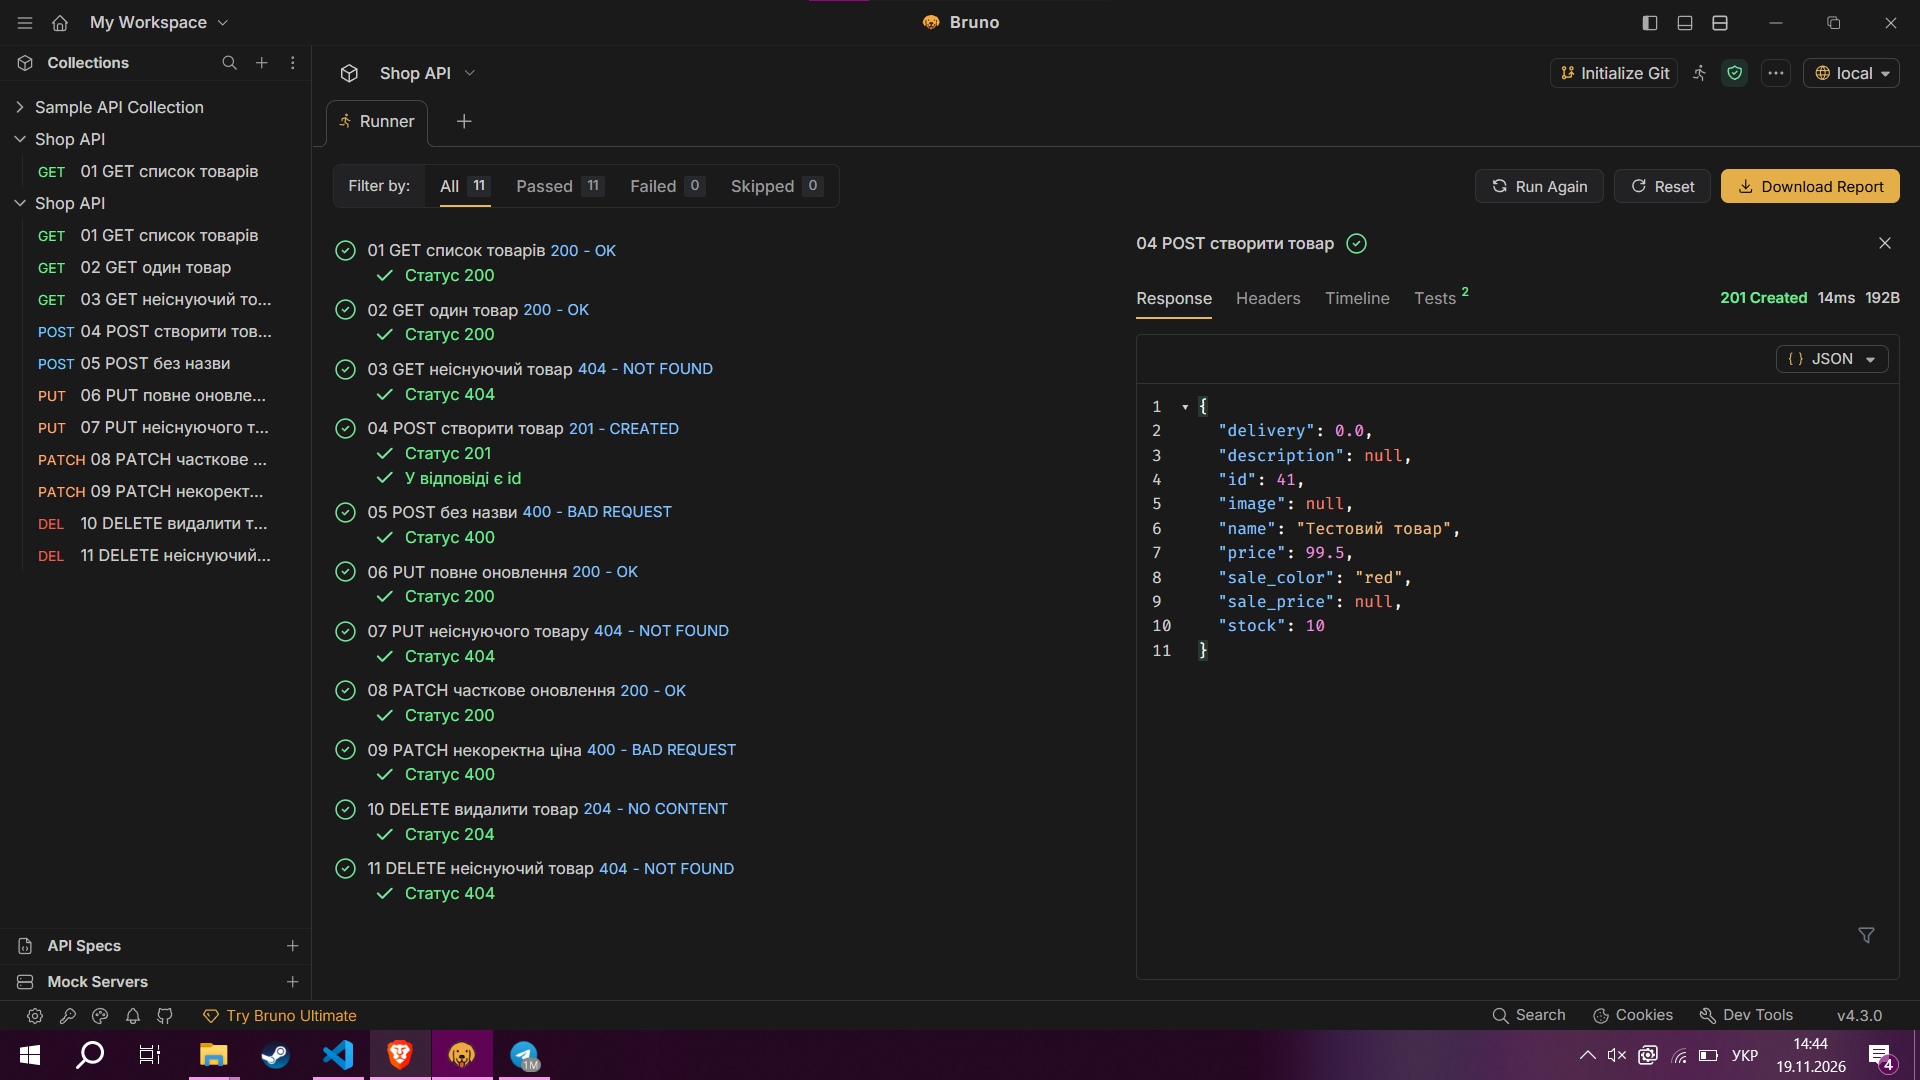 My Workspace
Bruno
Collections
Shop API
Initialize Git
local
Sample API Collection
Shop API
GET 01 GET список товарів
Shop API
GET 01 GET список товарів
GET 02 GET один товар
GET 03 GET неіснуючий то...
POST 04 POST створити тов...
POST 05 POST без назви
PUT 06 PUT повне оновле...
PUT 07 PUT неіснуючого т...
PATCH 08 PATCH часткове ...
PATCH 09 PATCH некорект...
DEL 10 DELETE видалити т...
DEL 11 DELETE неіснуючий...
API Specs
Mock Servers
Runner
Filter by: All 11 Passed 11 Failed 0 Skipped 0
Run Again
Reset
Download Report
01 GET список товарів 200 - OK
Статус 200
02 GET один товар 200 - OK
Статус 200
03 GET неіснуючий товар 404 - NOT FOUND
Статус 404
04 POST створити товар 201 - CREATED
Статус 201
У відповіді є id
05 POST без назви 400 - BAD REQUEST
Статус 400
06 PUT повне оновлення 200 - OK
Статус 200
07 PUT неіснуючого товару 404 - NOT FOUND
Статус 404
08 PATCH часткове оновлення 200 - OK
Статус 200
09 PATCH некоректна ціна 400 - BAD REQUEST
Статус 400
10 DELETE видалити товар 204 - NO CONTENT
Статус 204
11 DELETE неіснуючий товар 404 - NOT FOUND
Статус 404
04 POST створити товар
Response Headers Timeline Tests 2
201 Created 14ms 192B
{ } JSON
1 {
2 "delivery": 0.0,
3 "description": null,
4 "id": 41,
5 "image": null,
6 "name": "Тестовий товар",
7 "price": 99.5,
8 "sale_color": "red",
9 "sale_price": null,
10 "stock": 10
11 }
Try Bruno Ultimate
Search
Cookies
Dev Tools
v4.3.0
1M
УКР
14:44
19.11.2026
4